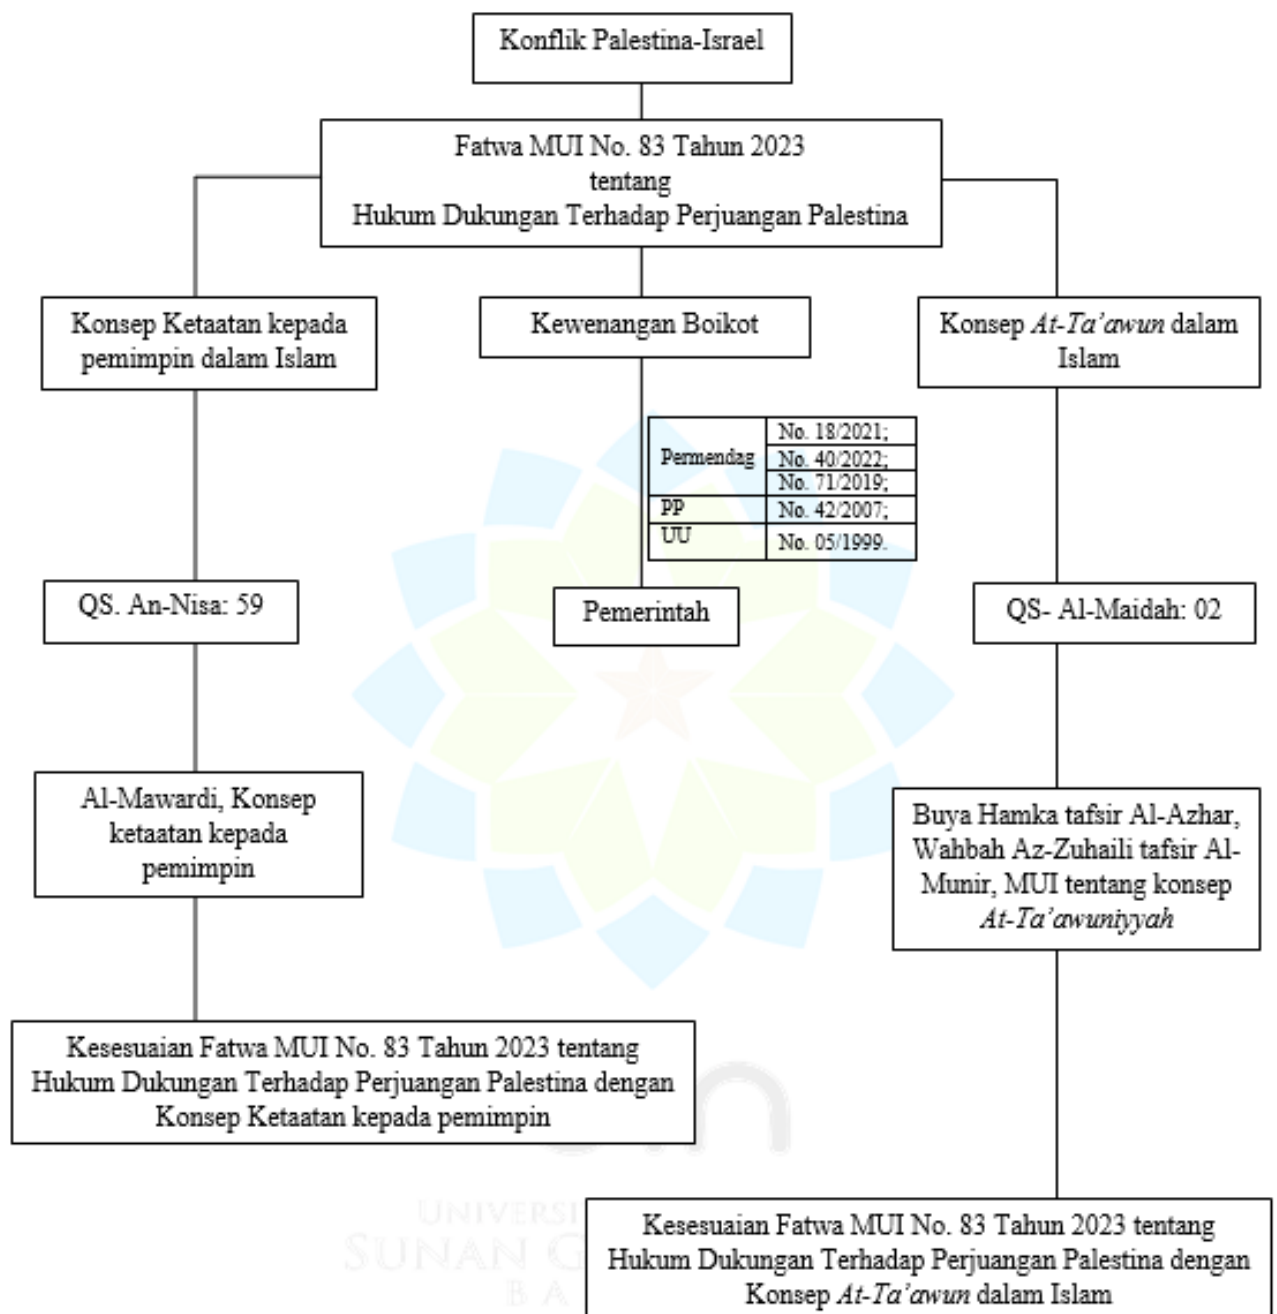 Konflik Palestina-Israel
Fatwa MUI No. 83 Tahun 2023
tentang
Hukum Dukungan Terhadap Perjuangan Palestina
Konsep Ketaatan kepada
pemimpin dalam Islam
Kewenangan Boikot
Konsep At-Ta’awun dalam
Islam
Permendag
No. 18/2021;
No. 40/2022;
No. 71/2019;
PP
No. 42/2007;
UU
No. 05/1999.
QS. An-Nisa: 59
Pemerintah
QS- Al-Maidah: 02
Al-Mawardi, Konsep
ketaatan kepada
pemimpin
Buya Hamka tafsir Al-Azhar,
Wahbah Az-Zuhaili tafsir Al-
Munir, MUI tentang konsep
At-Ta’awuniyyah
Kesesuaian Fatwa MUI No. 83 Tahun 2023 tentang
Hukum Dukungan Terhadap Perjuangan Palestina dengan
Konsep Ketaatan kepada pemimpin
UNIVERSI
SUNAN G
BA
Kesesuaian Fatwa MUI No. 83 Tahun 2023 tentang
Hukum Dukungan Terhadap Perjuangan Palestina dengan
Konsep At-Ta’awun dalam Islam